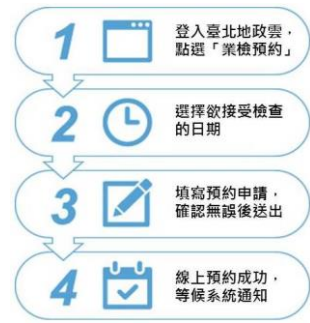 1
登入臺北地政雲，
點選「業檢預約」
2
選擇欲接受檢查
的日期
3
填寫預約申請，
確認無誤後送出
4
線上預約成功，
等候系統通知